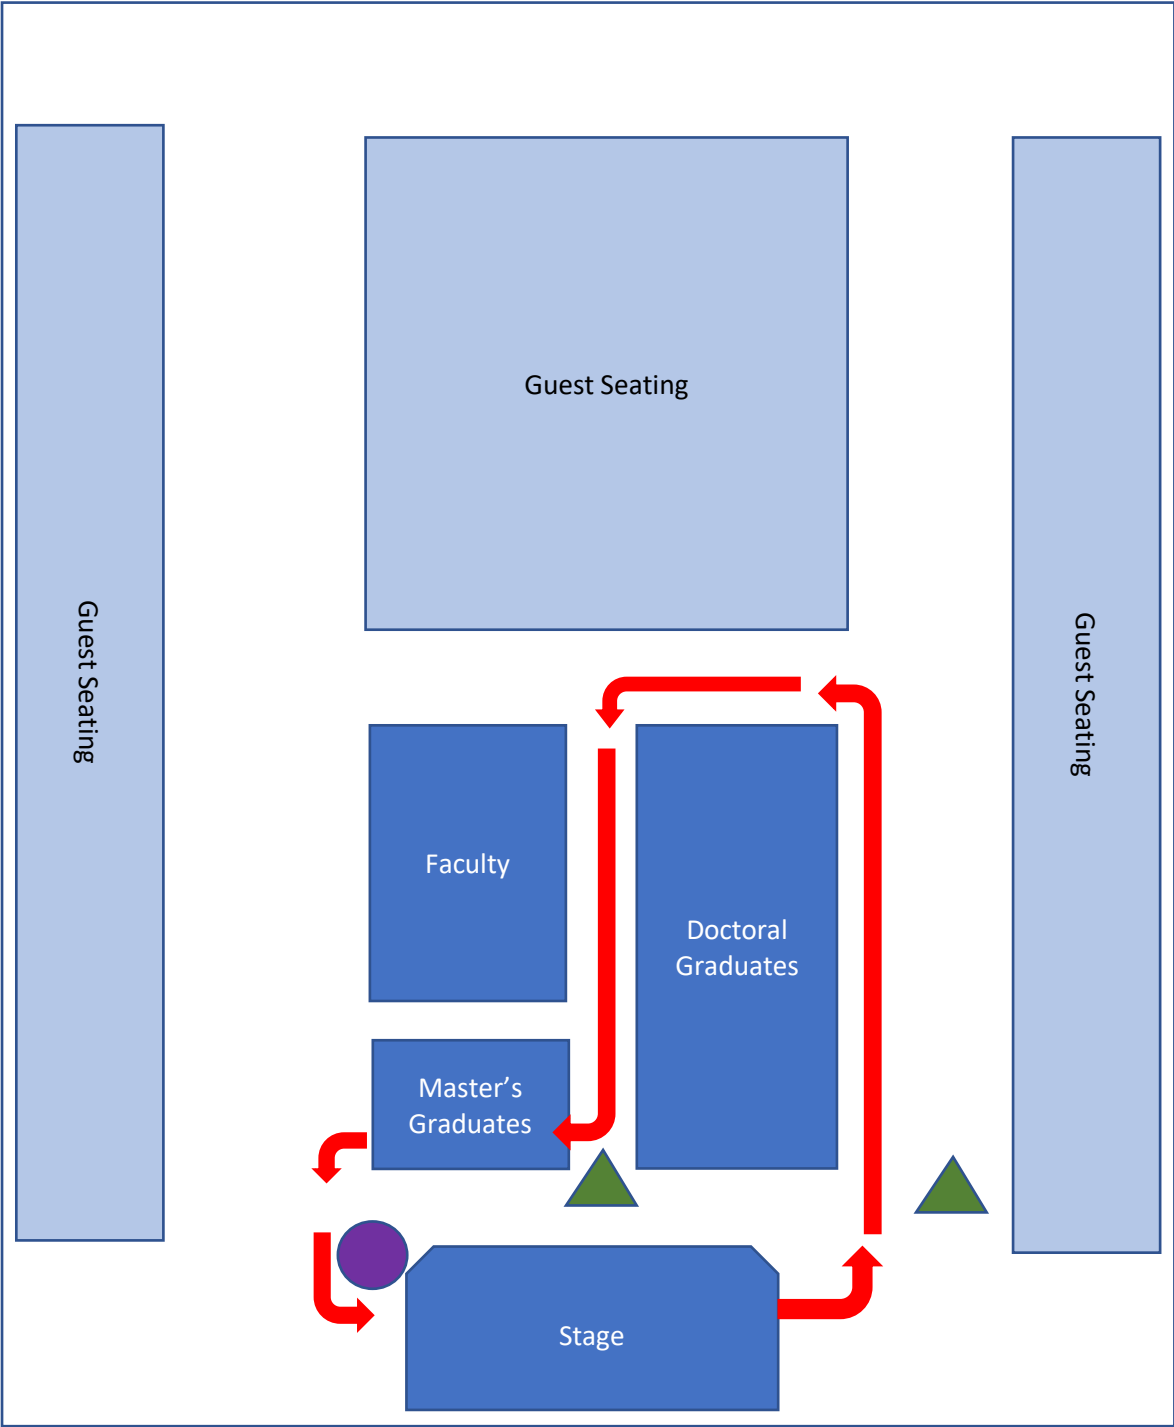 Guest Seating
Guest Seating
Guest Seating
Faculty
Doctoral
Graduates
Master's
Graduates
Stage